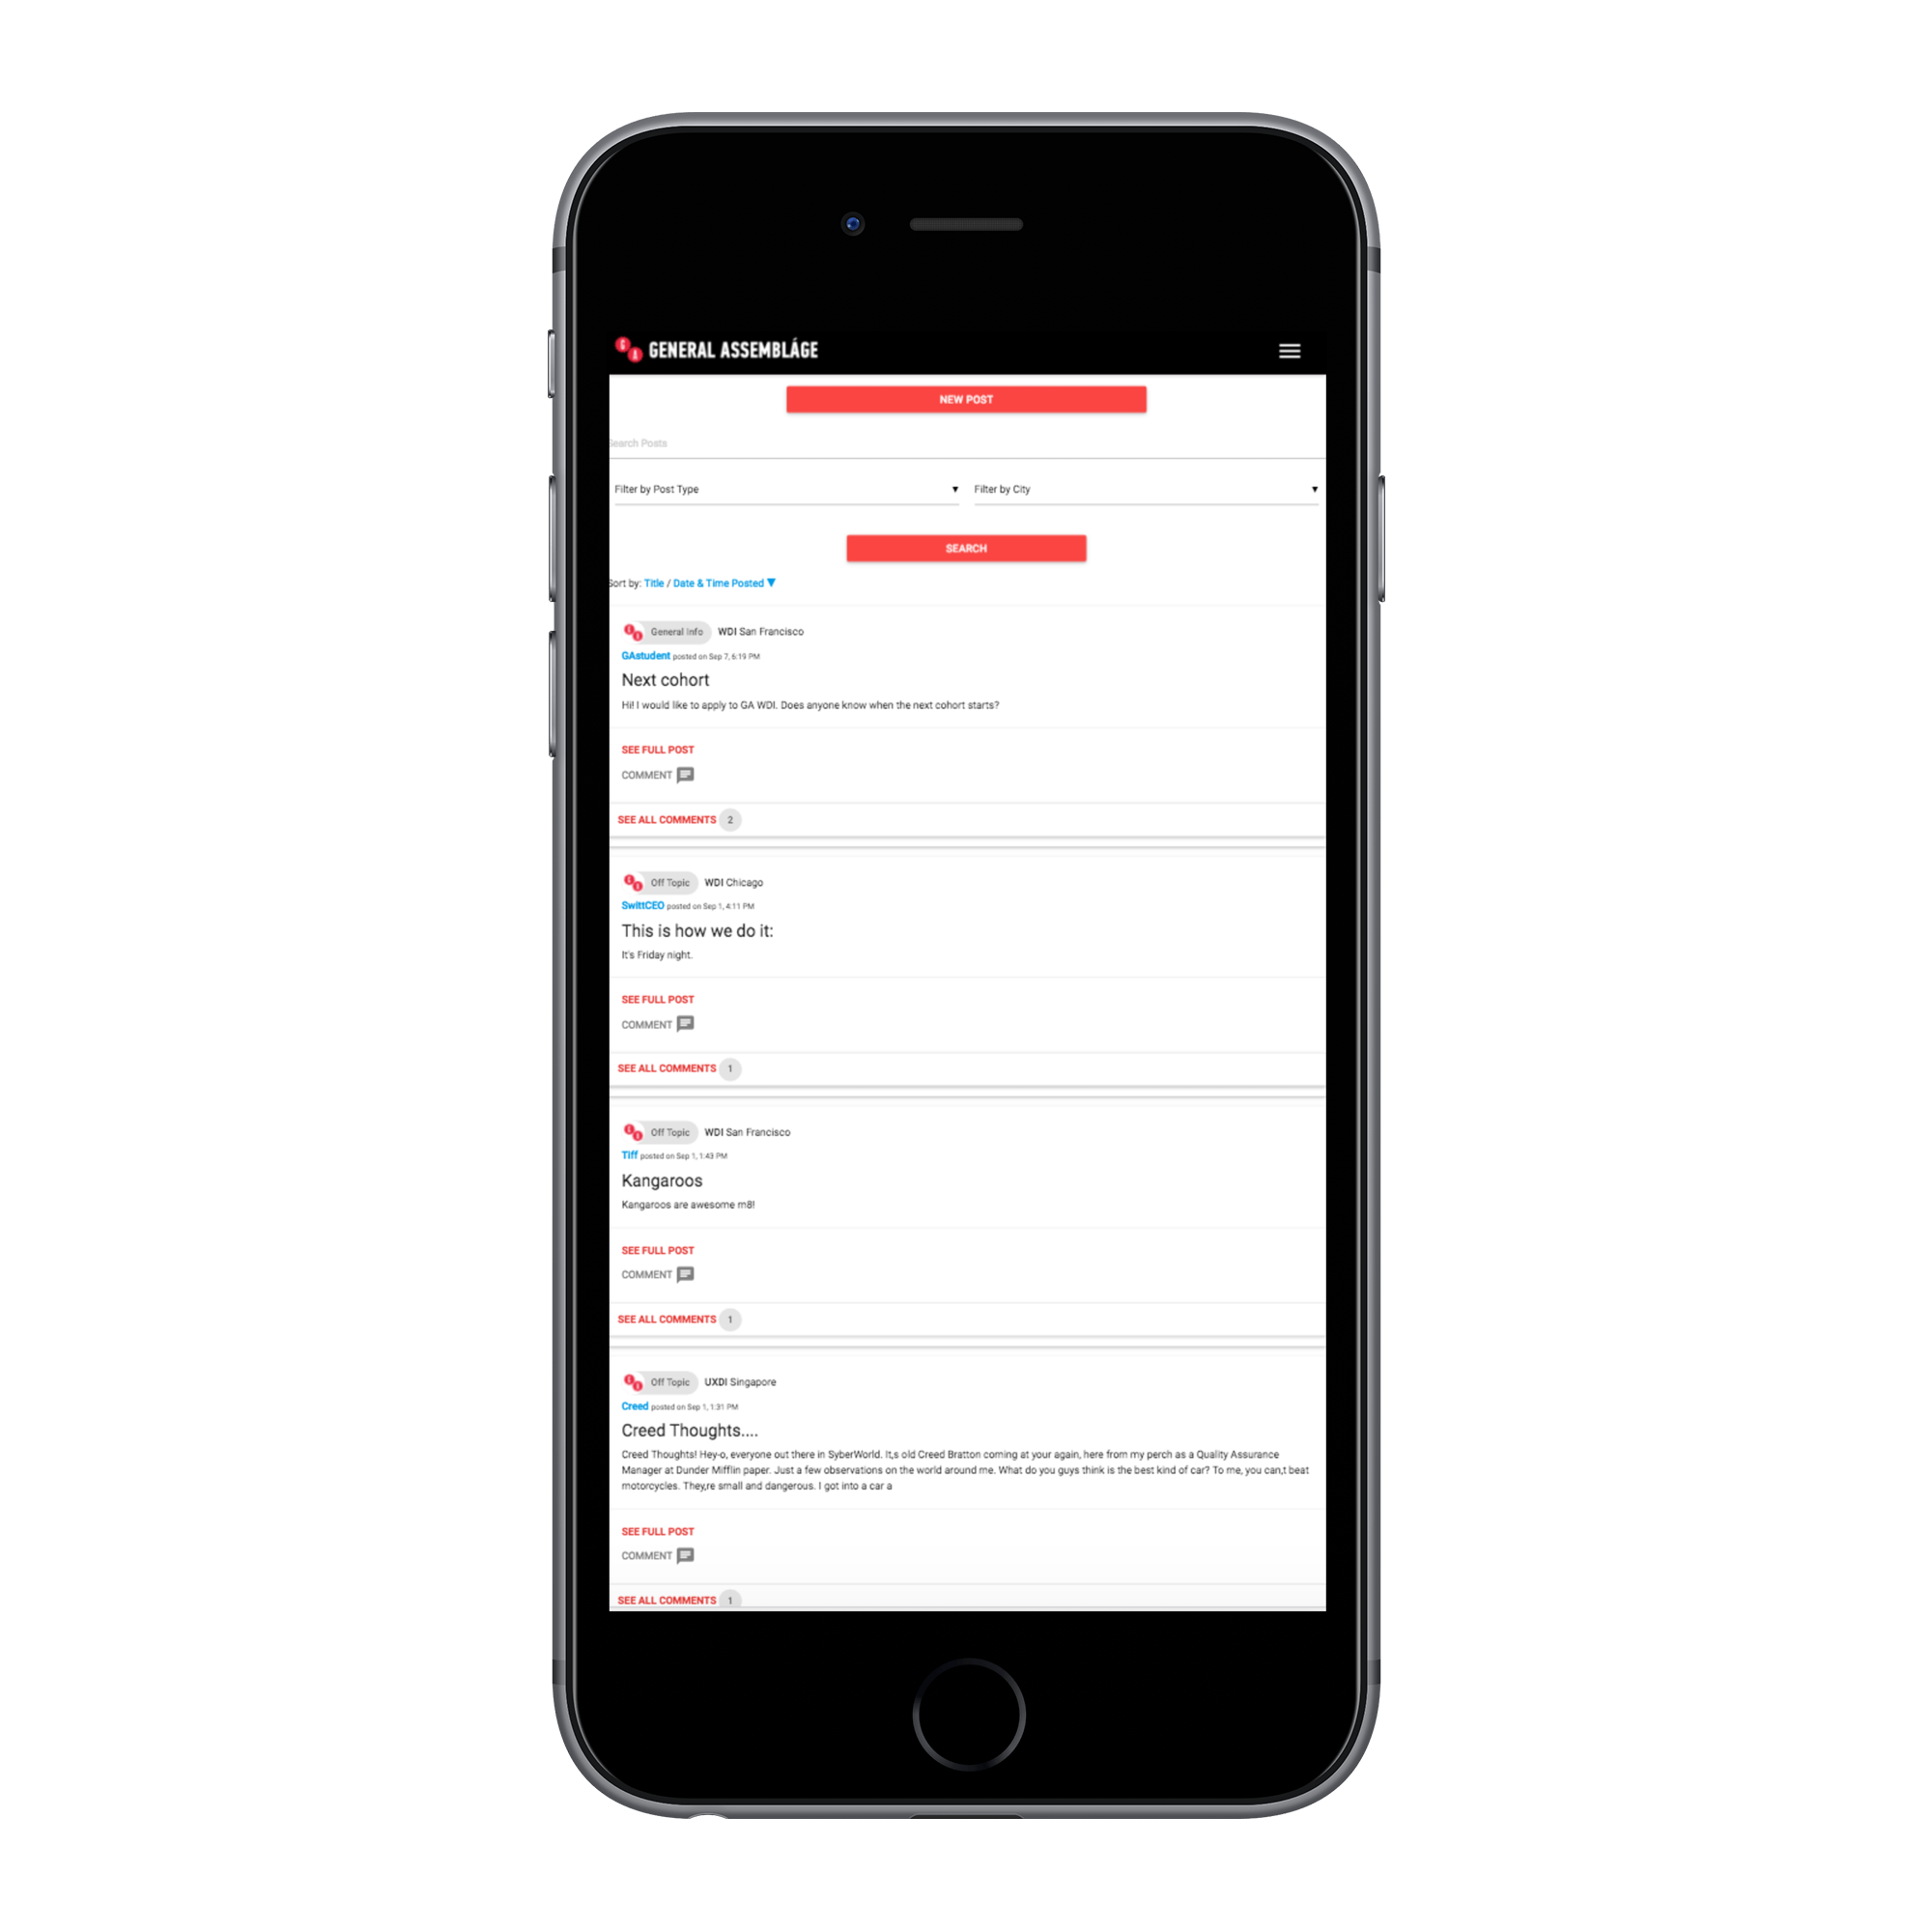 G A GENERAL ASSEMBLÁGE
NEW POST
Search Posts
Filter by Post Type ▼ Filter by City ▼
SEARCH
Sort by: Title / Date & Time Posted ▼
General Info WDI San Francisco
GAstudent posted on Sep 7, 6:19 PM
Next cohort
Hi! I would like to apply to GA WDI. Does anyone know when the next cohort starts?
SEE FULL POST
COMMENT
SEE ALL COMMENTS 2
Off Topic WDI Chicago
SwittCEO posted on Sep 1, 4:11 PM
This is how we do it:
It's Friday night.
SEE FULL POST
COMMENT
SEE ALL COMMENTS 1
Off Topic WDI San Francisco
Tiff posted on Sep 1, 1:43 PM
Kangaroos
Kangaroos are awesome m8!
SEE FULL POST
COMMENT
SEE ALL COMMENTS 1
Off Topic UXDI Singapore
Creed posted on Sep 1, 1:31 PM
Creed Thoughts....
Creed Thoughts! Hey-o, everyone out there in SyberWorld. It,s old Creed Bratton coming at your again, here from my perch as a Quality Assurance
Manager at Dunder Mifflin paper. Just a few observations on the world around me. What do you guys think is the best kind of car? To me, you can,t beat
motorcycles. They,re small and dangerous. I got into a car a
SEE FULL POST
COMMENT
SEE ALL COMMENTS 1